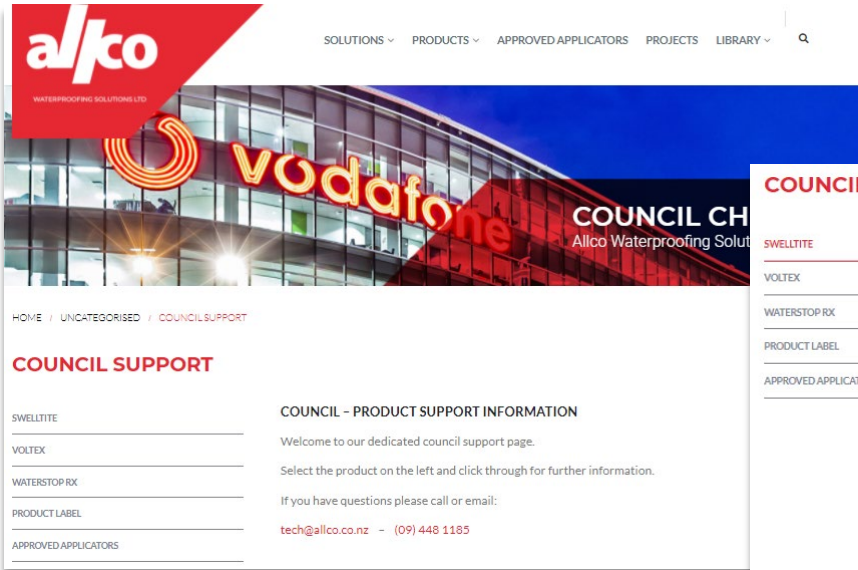 allco
WATERPROOFING SOLUTIONS LTD
SOLUTIONS PRODUCTS APPROVED APPLICATORS PROJECTS LIBRARY
vodafone
COUNCIL CH
Allco Waterproofing Solut
HOME / UNCATEGORISED / COUNCIL SUPPORT
COUNCIL SUPPORT
SWELLTITE
VOLTEX
WATERSTOP RX
PRODUCT LABEL
APPROVED APPLICATORS
COUNCIL – PRODUCT SUPPORT INFORMATION
Welcome to our dedicated council support page.
Select the product on the left and click through for further information.
If you have questions please call or email:
tech@allco.co.nz – (09) 448 1185
COUNCIL
SWELLTITE
VOLTEX
WATERSTOP RX
PRODUCT LABEL
APPROVED APPLICAT